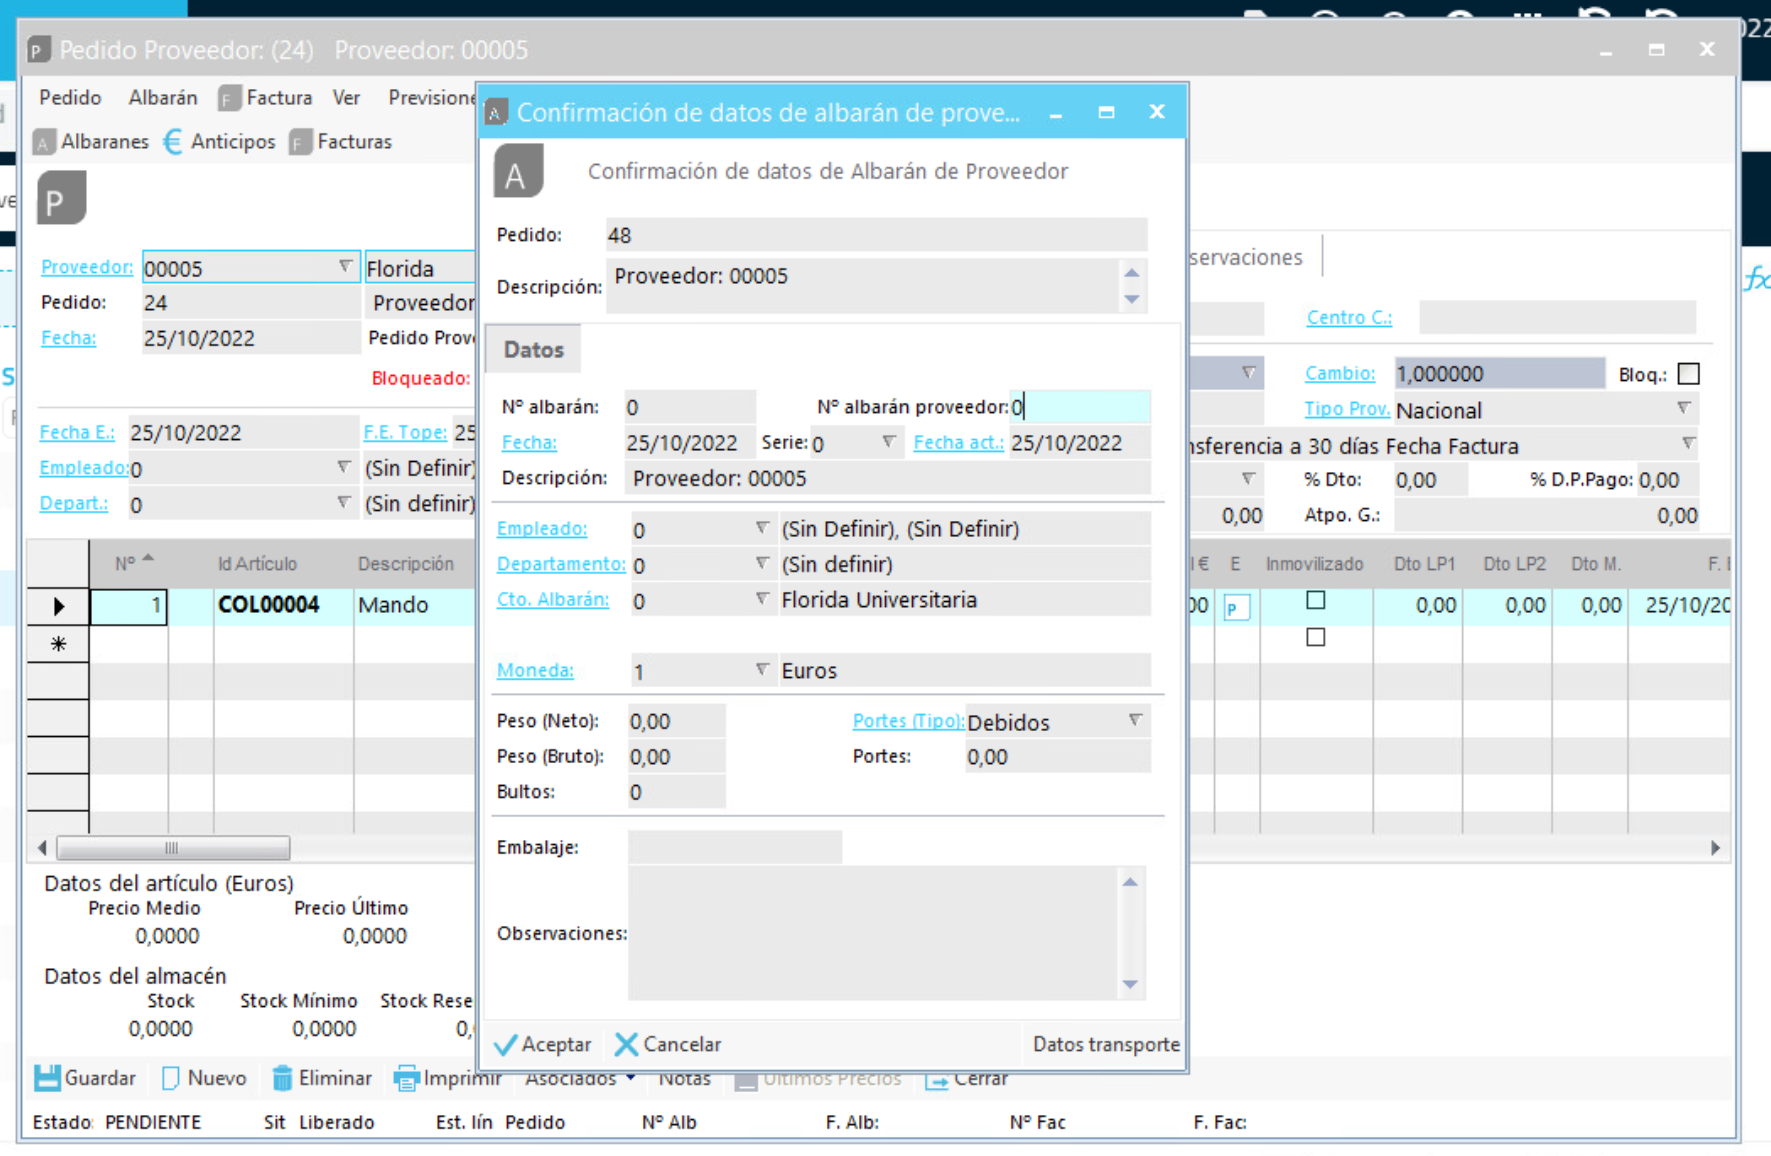 022
P Pedido Proveedor: (24) Proveedor: 00005
Pedido Albarán F Factura Ver Previsione
A Albaranes € Anticipos F Facturas
P
Proveedor: 00005 Florida
Pedido: 24 Proveedor
Fecha: 25/10/2022 Pedido Prov
Bloqueado:
Fecha E.: 25/10/2022 F.E. Tope: 25
Empleado: 0 (Sin Definir)
Depart.: 0 (Sin definir)
servaciones
fx
Centro C.:
Cambio: 1,000000 Bloq.:
Tipo Prov. Nacional
nsferencia a 30 días Fecha Factura
% Dto: 0,00 % D.P.Pago: 0,00
0,00 Atpo. G.: 0,00
Nº Id Artículo Descripción
1 COL00004 Mando
€ E Inmovilizado Dto LP1 Dto LP2 Dto M. F.
00 P 0,00 0,00 0,00 25/10/20
Datos del artículo (Euros)
Precio Medio Precio Último
0,0000 0,0000
Datos del almacén
Stock Stock Mínimo Stock Rese
0,0000 0,0000 0,
Guardar Nuevo Eliminar Imprimir Asociados Notas Últimos Precios Cerrar
Estado: PENDIENTE Sit Liberado Est. lín Pedido Nº Alb F. Alb: Nº Fac F. Fac:
A Confirmación de datos de albarán de prove...
A Confirmación de datos de Albarán de Proveedor
Pedido: 48
Descripción: Proveedor: 00005
Datos
Nº albarán: 0 Nº albarán proveedor: 0
Fecha: 25/10/2022 Serie: 0 Fecha act.: 25/10/2022
Descripción: Proveedor: 00005
Empleado: 0 (Sin Definir), (Sin Definir)
Departamento: 0 (Sin definir)
Cto. Albarán: 0 Florida Universitaria
Moneda: 1 Euros
Peso (Neto): 0,00 Portes (Tipo): Debidos
Peso (Bruto): 0,00 Portes: 0,00
Bultos: 0
Embalaje:
Observaciones:
Aceptar Cancelar Datos transporte